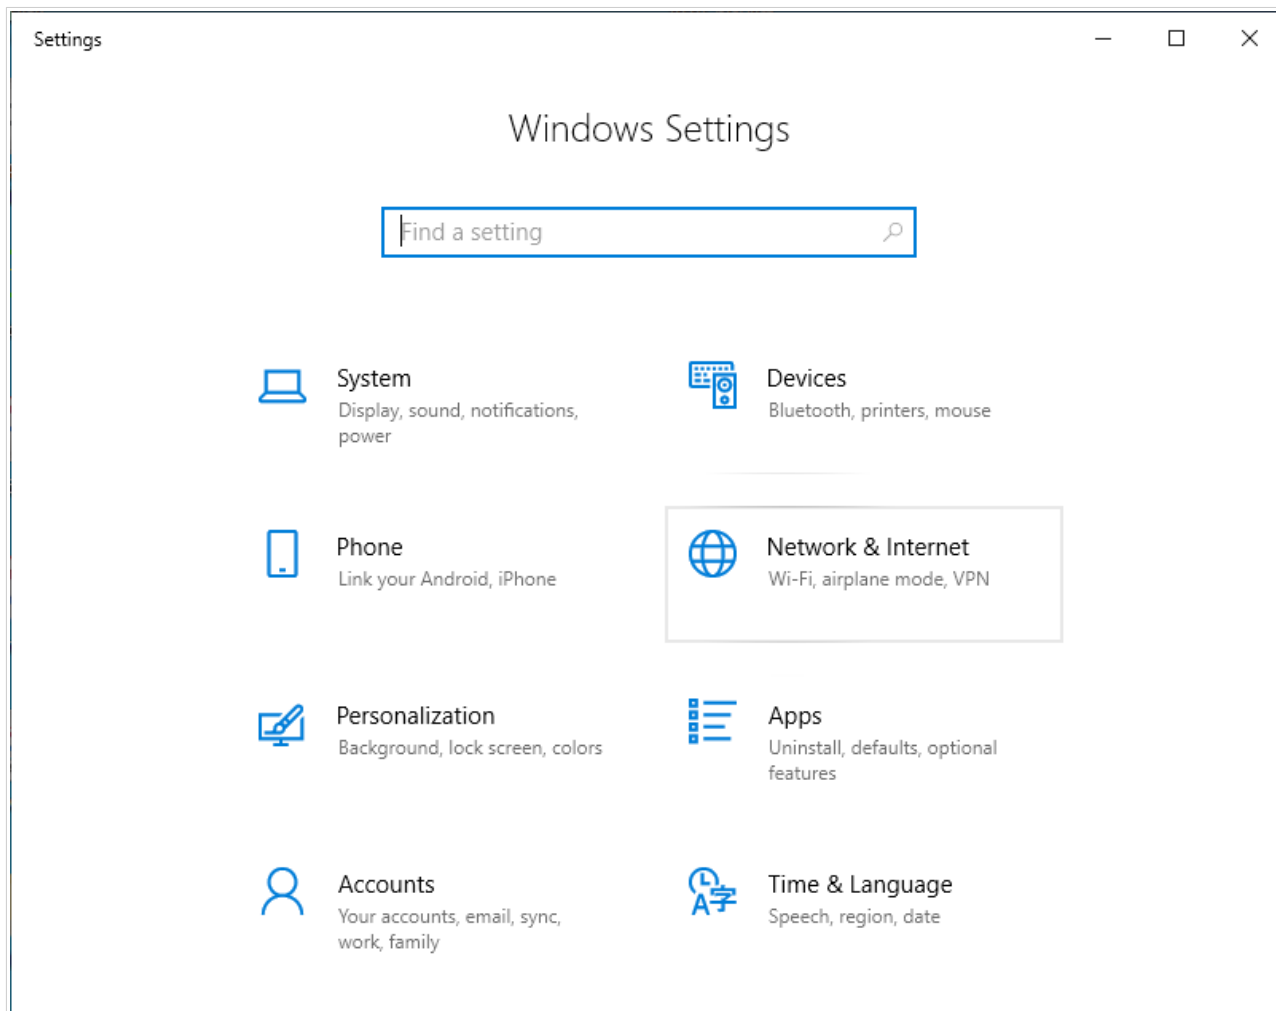 Settings
Windows Settings
Find a setting
System
Display, sound, notifications,
power
Devices
Bluetooth, printers, mouse
Phone
Link your Android, iPhone
Network & Internet
Wi-Fi, airplane mode, VPN
Personalization
Background, lock screen, colors
Apps
Uninstall, defaults, optional
features
Accounts
Your accounts, email, sync,
work, family
Time & Language
Speech, region, date